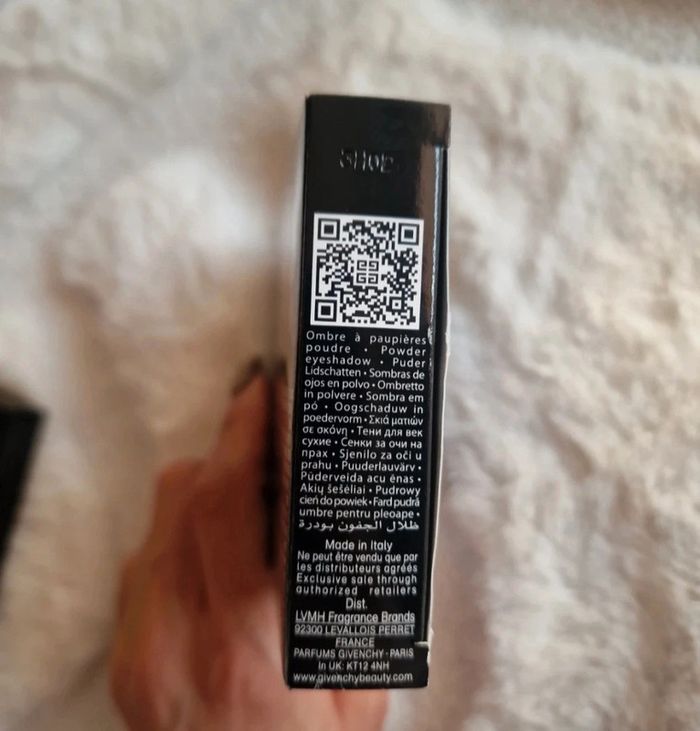 Ombre à paupières
poudre • Powder
eyeshadow • Puder
Lidschatten • Sombras de
ojos en polvo • Ombretto
in polvere • Sombra em
pó • Oogschaduw in
poedervorm • Σκιά ματιών
σε σκόνη • Тени для век
сухие • Сенки за очи на
прах • Sjenilo za oči u
prahu • Puuderlauvärv •
Pūderveida acu ēnas •
Akių šešėliai • Pudrowy
cień do powiek • Fard pudră
umbre pentru pleoape •
ظلال الجفون بودرة
Made in Italy
Ne peut être vendu que par
les distributeurs agréés
Exclusive sale through
authorized retailers
Dist.
LVMH Fragrance Brands
92300 LEVALLOIS PERRET
FRANCE
PARFUMS GIVENCHY - PARIS
In UK: KT12 4NH
www.givenchybeauty.com